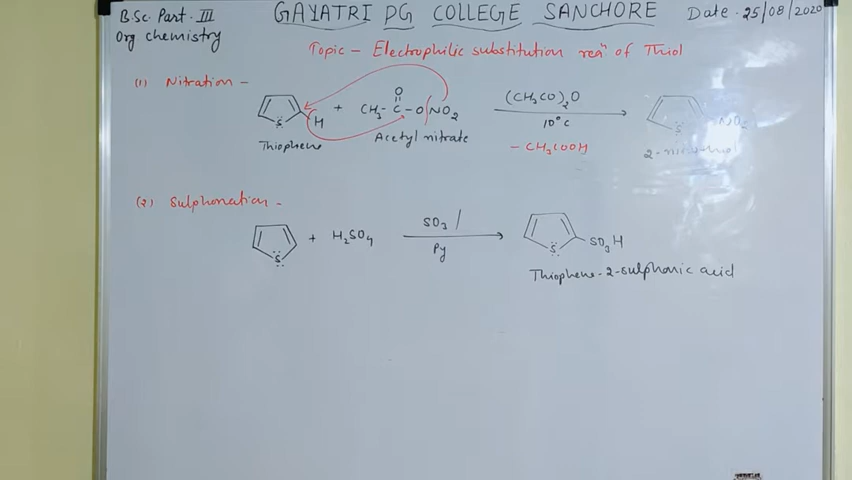 B.Sc. Part - III
GAYATRI PG COLLEGE SANCHORE
Date - 25/08/2020
Org chemistry
Topic - Electrophilic substitution reaⁿ of Thiol
(1) Nitration -
S
H
Thiophene
+
O
CH₃ - C - O NO₂
Acetyl nitrate
(CH₃CO)₂O
10°C
- CH₃COOH
S
NO₂
(2) Sulphonation -
S
+
H₂SO₄
SO₃ /
Py
S
SO₃H
Thiophene-2-sulphonic acid